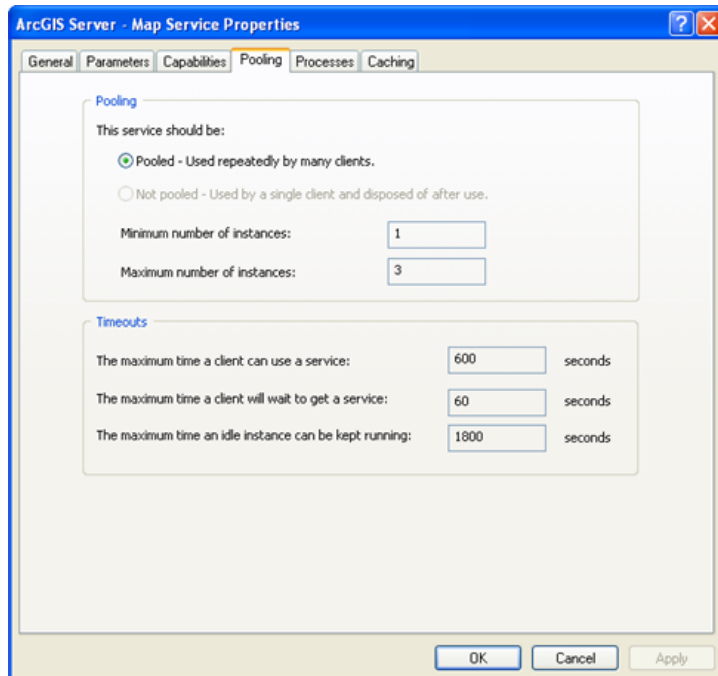 ArcGIS Server - Map Service Properties
General Parameters Capabilities Pooling Processes Caching
Pooling
This service should be:
Pooled - Used repeatedly by many clients.
Not pooled - Used by a single client and disposed of after use.
Minimum number of instances: 1
Maximum number of instances: 3
Timeouts
The maximum time a client can use a service: 600 seconds
The maximum time a client will wait to get a service: 60 seconds
The maximum time an idle instance can be kept running: 1800 seconds
OK Cancel Apply